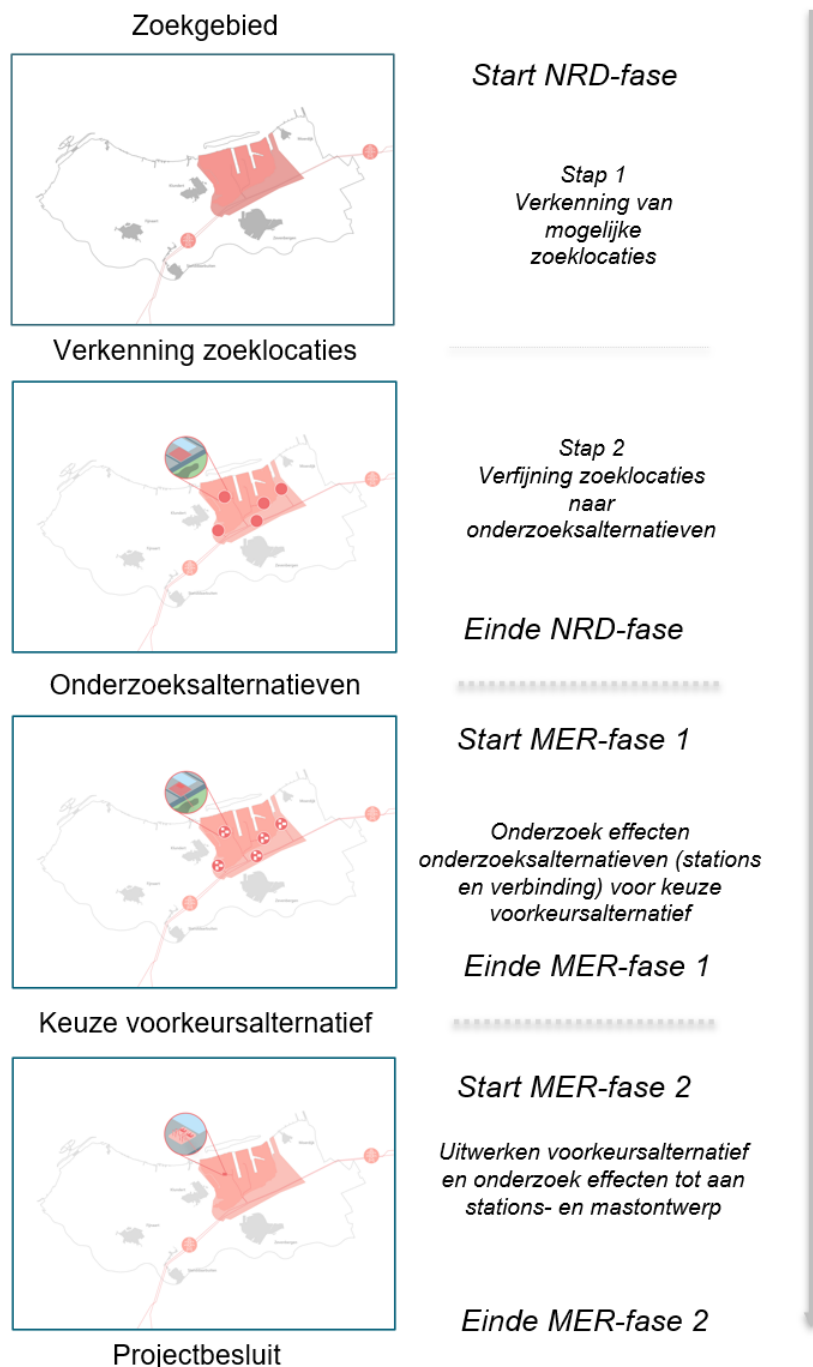 Zoekgebied
Start NRD-fase
Stap 1
Verkenning van
mogelijke
zoeklocaties
Verkenning zoeklocaties
Stap 2
Verfijning zoeklocaties
naar
onderzoeksalternatieven
Einde NRD-fase
Onderzoeksalternatieven
Start MER-fase 1
Onderzoek effecten
onderzoeksalternatieven (stations
en verbinding) voor keuze
voorkeursalternatief
Einde MER-fase 1
Keuze voorkeursalternatief
Start MER-fase 2
Uitwerken voorkeursalternatief
en onderzoek effecten tot aan
stations- en mastontwerp
Einde MER-fase 2
Projectbesluit